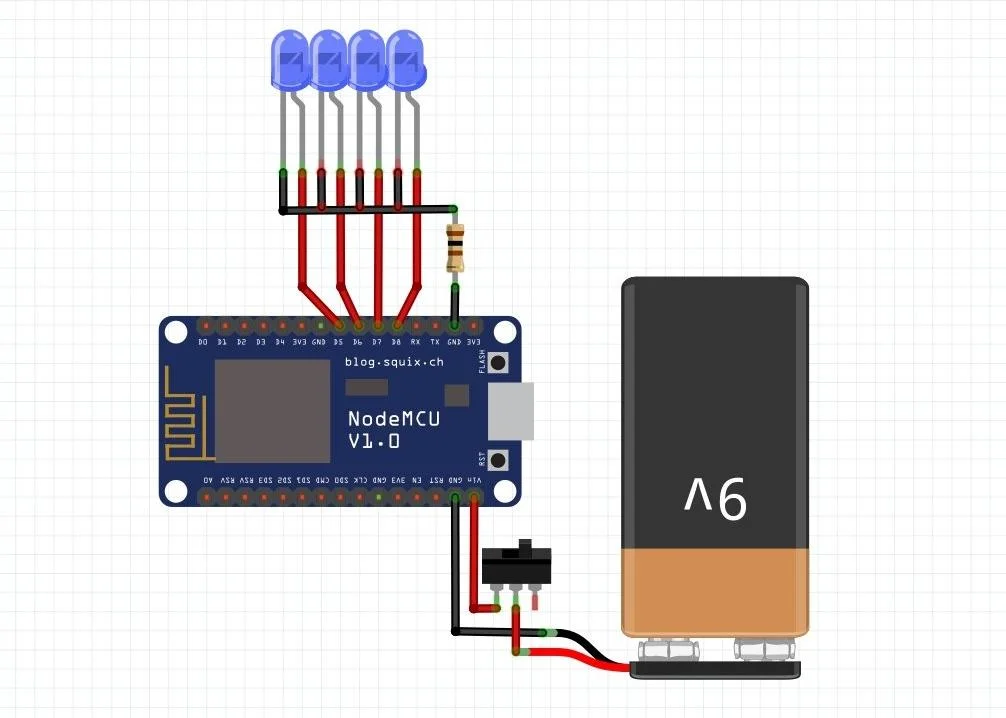 D0 D1 D2 D3 D4 3V3 GND D5 D6 D7 D8 RX TX GND 3V3
blog.squix.ch
FLASH
NodeMCU
V1.0
RST
A0 RSV RSV SD3 SD2 SD1 CMD SD0 CLK GND 3V3 EN RST GND Vin
9V